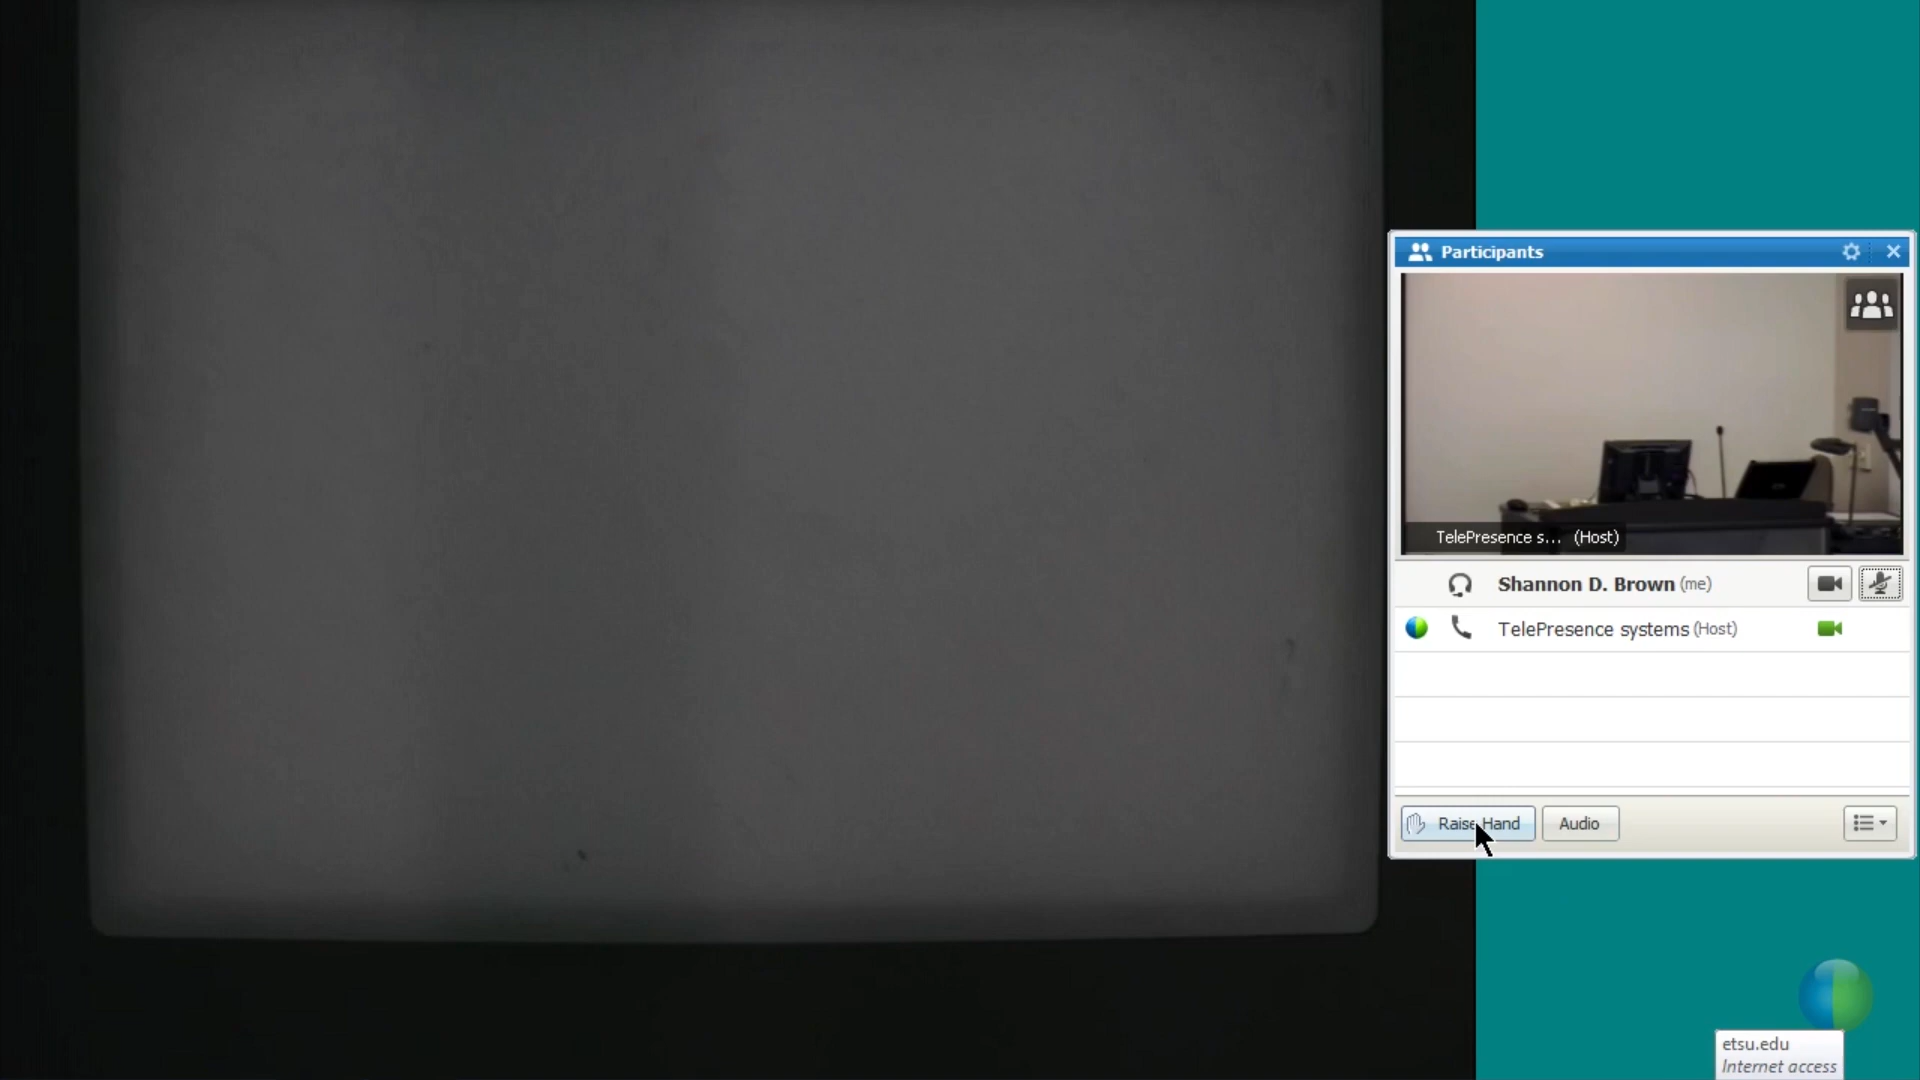 Participants
TelePresence s... (Host)
Shannon D. Brown (me)
TelePresence systems (Host)
Raise Hand
Audio
etsu.edu
Internet access